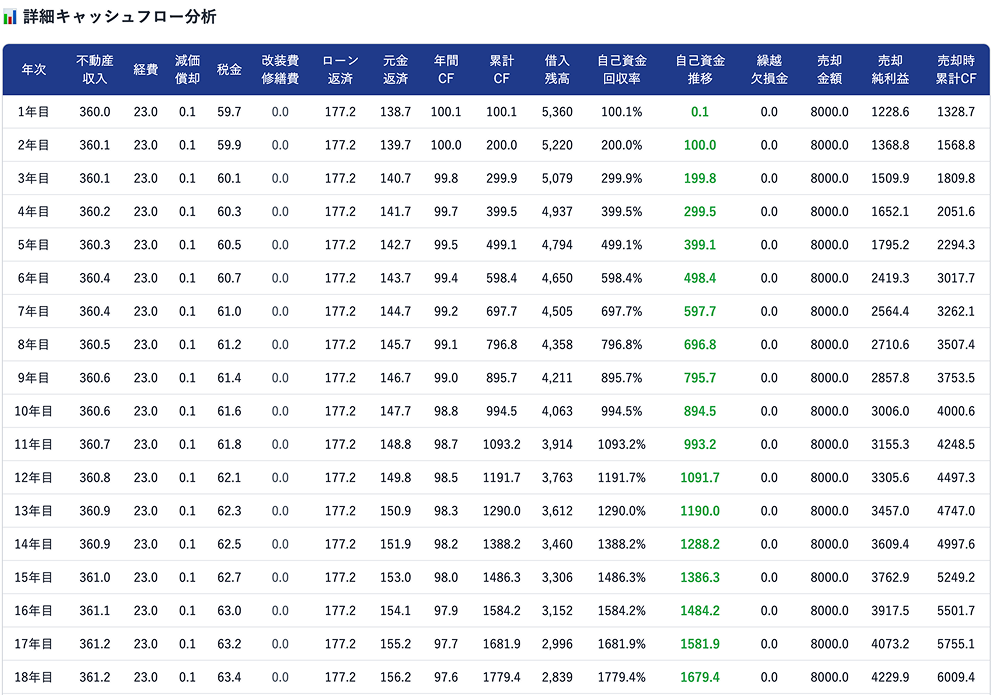 詳細キャッシュフロー分析
年次 不動産収入 経費 減価償却 税金 改装費修繕費 ローン返済 元金返済 年間CF 累計CF 借入残高 自己資金回収率 自己資金推移 繰越欠損金 売却金額 売却純利益 売却時累計CF
1年目 360.0 23.0 0.1 59.7 0.0 177.2 138.7 100.1 100.1 5,360 100.1% 0.1 0.0 8000.0 1228.6 1328.7
2年目 360.1 23.0 0.1 59.9 0.0 177.2 139.7 100.0 200.0 5,220 200.0% 100.0 0.0 8000.0 1368.8 1568.8
3年目 360.1 23.0 0.1 60.1 0.0 177.2 140.7 99.8 299.9 5,079 299.9% 199.8 0.0 8000.0 1509.9 1809.8
4年目 360.2 23.0 0.1 60.3 0.0 177.2 141.7 99.7 399.5 4,937 399.5% 299.5 0.0 8000.0 1652.1 2051.6
5年目 360.3 23.0 0.1 60.5 0.0 177.2 142.7 99.5 499.1 4,794 499.1% 399.1 0.0 8000.0 1795.2 2294.3
6年目 360.4 23.0 0.1 60.7 0.0 177.2 143.7 99.4 598.4 4,650 598.4% 498.4 0.0 8000.0 2419.3 3017.7
7年目 360.4 23.0 0.1 61.0 0.0 177.2 144.7 99.2 697.7 4,505 697.7% 597.7 0.0 8000.0 2564.4 3262.1
8年目 360.5 23.0 0.1 61.2 0.0 177.2 145.7 99.1 796.8 4,358 796.8% 696.8 0.0 8000.0 2710.6 3507.4
9年目 360.6 23.0 0.1 61.4 0.0 177.2 146.7 99.0 895.7 4,211 895.7% 795.7 0.0 8000.0 2857.8 3753.5
10年目 360.6 23.0 0.1 61.6 0.0 177.2 147.7 98.8 994.5 4,063 994.5% 894.5 0.0 8000.0 3006.0 4000.6
11年目 360.7 23.0 0.1 61.8 0.0 177.2 148.8 98.7 1093.2 3,914 1093.2% 993.2 0.0 8000.0 3155.3 4248.5
12年目 360.8 23.0 0.1 62.1 0.0 177.2 149.8 98.5 1191.7 3,763 1191.7% 1091.7 0.0 8000.0 3305.6 4497.3
13年目 360.9 23.0 0.1 62.3 0.0 177.2 150.9 98.3 1290.0 3,612 1290.0% 1190.0 0.0 8000.0 3457.0 4747.0
14年目 360.9 23.0 0.1 62.5 0.0 177.2 151.9 98.2 1388.2 3,460 1388.2% 1288.2 0.0 8000.0 3609.4 4997.6
15年目 361.0 23.0 0.1 62.7 0.0 177.2 153.0 98.0 1486.3 3,306 1486.3% 1386.3 0.0 8000.0 3762.9 5249.2
16年目 361.1 23.0 0.1 63.0 0.0 177.2 154.1 97.9 1584.2 3,152 1584.2% 1484.2 0.0 8000.0 3917.5 5501.7
17年目 361.2 23.0 0.1 63.2 0.0 177.2 155.2 97.7 1681.9 2,996 1681.9% 1581.9 0.0 8000.0 4073.2 5755.1
18年目 361.2 23.0 0.1 63.4 0.0 177.2 156.2 97.6 1779.4 2,839 1779.4% 1679.4 0.0 8000.0 4229.9 6009.4